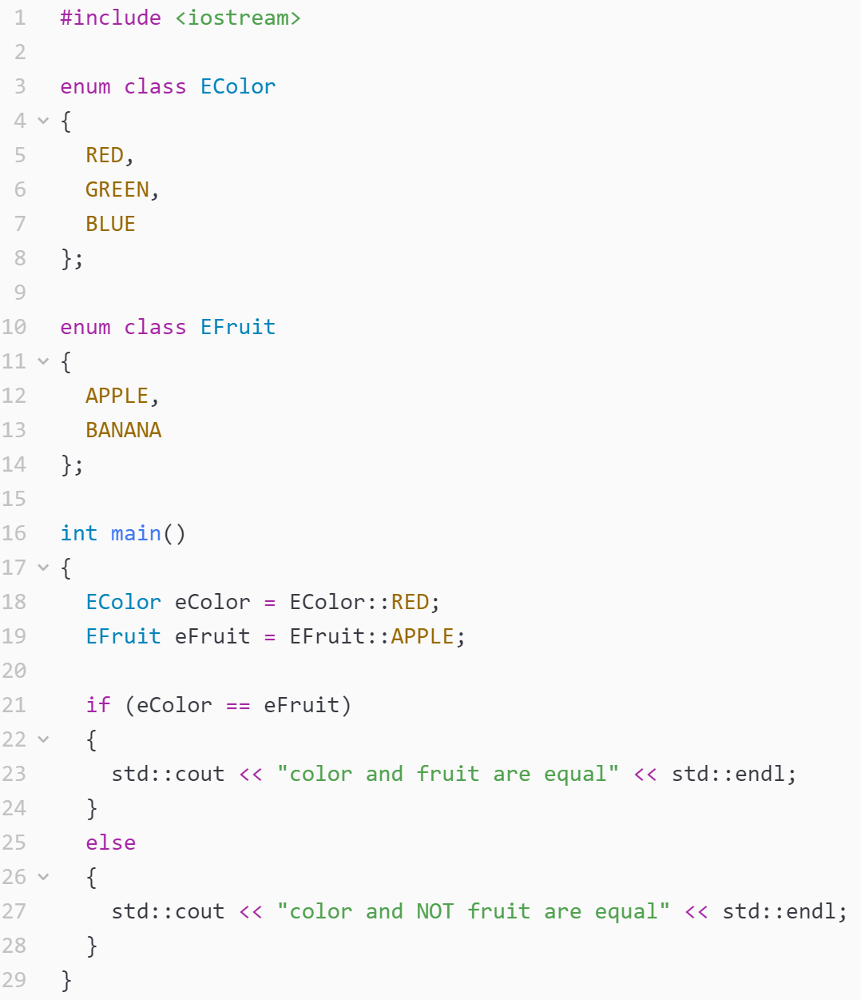 1 #include <iostream>
2
3 enum class EColor
4 {
5   RED,
6   GREEN,
7   BLUE
8 };
9
10 enum class EFruit
11 {
12   APPLE,
13   BANANA
14 };
15
16 int main()
17 {
18   EColor eColor = EColor::RED;
19   EFruit eFruit = EFruit::APPLE;
20
21   if (eColor == eFruit)
22   {
23     std::cout << "color and fruit are equal" << std::endl;
24   }
25   else
26   {
27     std::cout << "color and NOT fruit are equal" << std::endl;
28   }
29 }